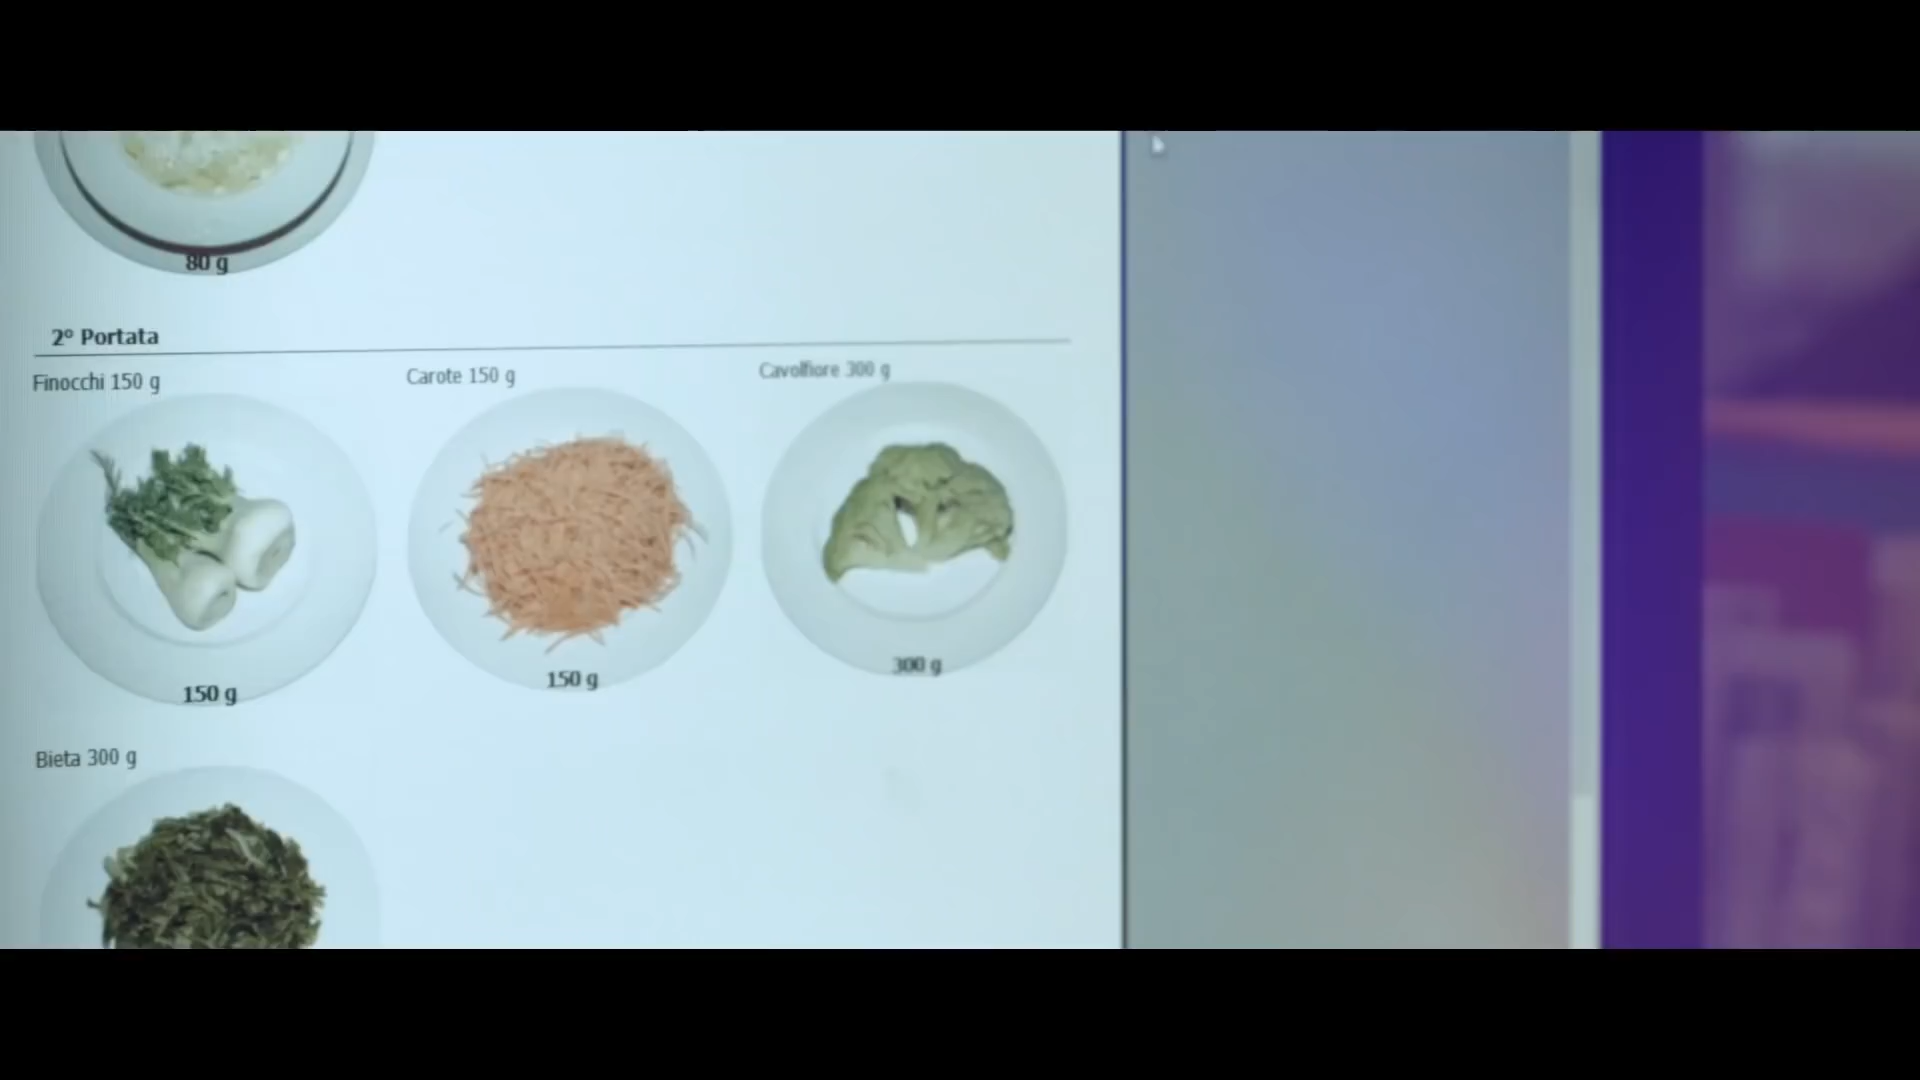 80 g
2° Portata
Finocchi 150 g
Carote 150 g
Cavolfiore 300 g
150 g
150 g
300 g
Bieta 300 g